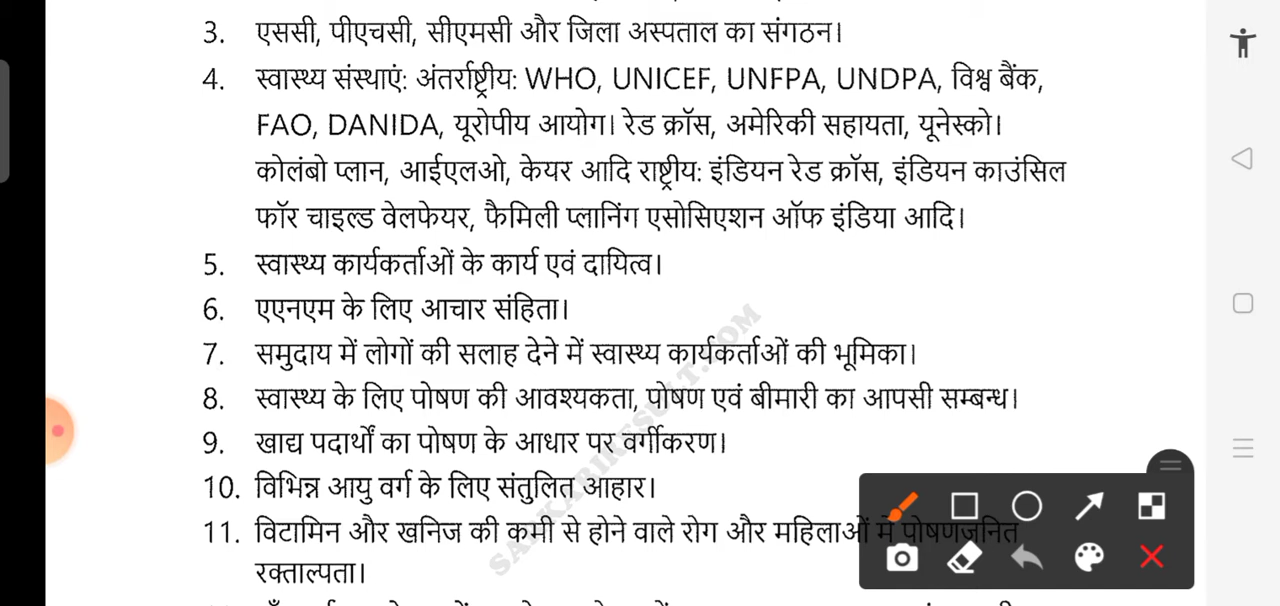 3. एससी, पीएचसी, सीएमसी और जिला अस्पताल का संगठन।
4. स्वास्थ्य संस्थाएं: अंतर्राष्ट्रीय: WHO, UNICEF, UNFPA, UNDPA, विश्व बैंक,
FAO, DANIDA, यूरोपीय आयोग। रेड क्रॉस, अमेरिकी सहायता, यूनेस्को।
कोलंबो प्लान, आईएलओ, केयर आदि राष्ट्रीय: इंडियन रेड क्रॉस, इंडियन काउंसिल
फॉर चाइल्ड वेलफेयर, फैमिली प्लानिंग एसोसिएशन ऑफ इंडिया आदि।
5. स्वास्थ्य कार्यकर्ताओं के कार्य एवं दायित्व।
6. एएनएम के लिए आचार संहिता।
7. समुदाय में लोगों की सलाह देने में स्वास्थ्य कार्यकर्ताओं की भूमिका।
8. स्वास्थ्य के लिए पोषण की आवश्यकता, पोषण एवं बीमारी का आपसी सम्बन्ध।
9. खाद्य पदार्थों का पोषण के आधार पर वर्गीकरण।
10. विभिन्न आयु वर्ग के लिए संतुलित आहार।
11. विटामिन और खनिज की कमी से होने वाले रोग और महिलाओं में पोषणजनित
रक्ताल्पता।
SARKARIRESULT.COM